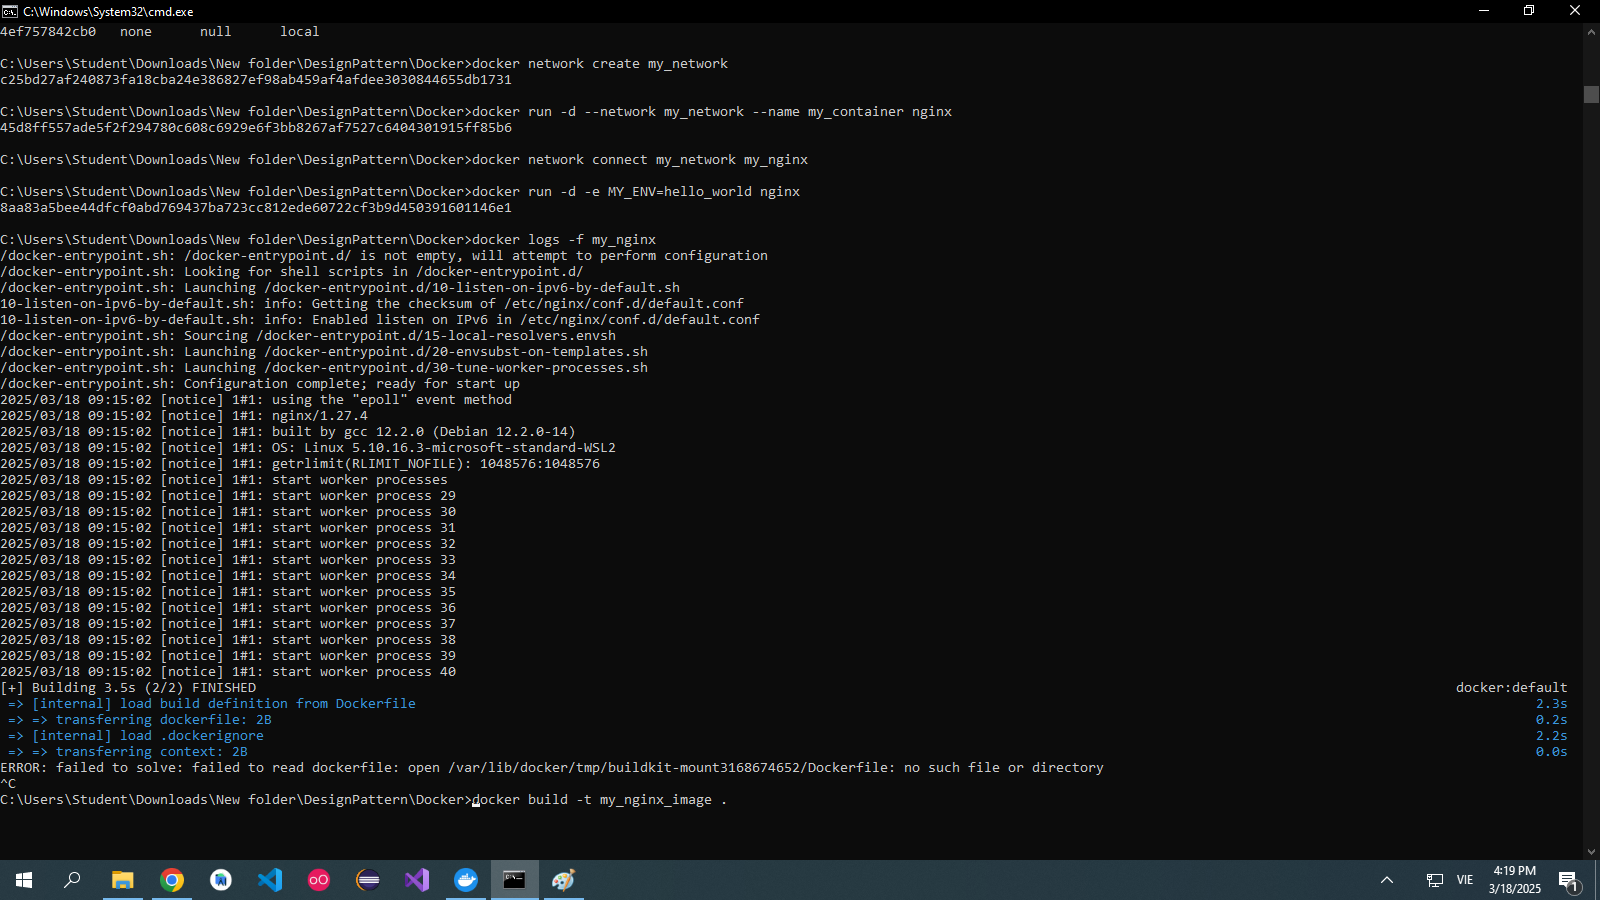 C:\Windows\System32\cmd.exe
4ef757842cb0   none      null      local
C:\Users\Student\Downloads\New folder\DesignPattern\Docker>docker network create my_network
c25bd27af240873fa18cba24e386827ef98ab459af4afdee3030844655db1731
C:\Users\Student\Downloads\New folder\DesignPattern\Docker>docker run -d --network my_network --name my_container nginx
45d8ff557ade5f2f294780c608c6929e6f3bb8267af7527c6404301915ff85b6
C:\Users\Student\Downloads\New folder\DesignPattern\Docker>docker network connect my_network my_nginx
C:\Users\Student\Downloads\New folder\DesignPattern\Docker>docker run -d -e MY_ENV=hello_world nginx
8aa83a5bee44dfcf0abd769437ba723cc812ede60722cf3b9d450391601146e1
C:\Users\Student\Downloads\New folder\DesignPattern\Docker>docker logs -f my_nginx
/docker-entrypoint.sh: /docker-entrypoint.d/ is not empty, will attempt to perform configuration
/docker-entrypoint.sh: Looking for shell scripts in /docker-entrypoint.d/
/docker-entrypoint.sh: Launching /docker-entrypoint.d/10-listen-on-ipv6-by-default.sh
10-listen-on-ipv6-by-default.sh: info: Getting the checksum of /etc/nginx/conf.d/default.conf
10-listen-on-ipv6-by-default.sh: info: Enabled listen on IPv6 in /etc/nginx/conf.d/default.conf
/docker-entrypoint.sh: Sourcing /docker-entrypoint.d/15-local-resolvers.envsh
/docker-entrypoint.sh: Launching /docker-entrypoint.d/20-envsubst-on-templates.sh
/docker-entrypoint.sh: Launching /docker-entrypoint.d/30-tune-worker-processes.sh
/docker-entrypoint.sh: Configuration complete; ready for start up
2025/03/18 09:15:02 [notice] 1#1: using the "epoll" event method
2025/03/18 09:15:02 [notice] 1#1: nginx/1.27.4
2025/03/18 09:15:02 [notice] 1#1: built by gcc 12.2.0 (Debian 12.2.0-14)
2025/03/18 09:15:02 [notice] 1#1: OS: Linux 5.10.16.3-microsoft-standard-WSL2
2025/03/18 09:15:02 [notice] 1#1: getrlimit(RLIMIT_NOFILE): 1048576:1048576
2025/03/18 09:15:02 [notice] 1#1: start worker processes
2025/03/18 09:15:02 [notice] 1#1: start worker process 29
2025/03/18 09:15:02 [notice] 1#1: start worker process 30
2025/03/18 09:15:02 [notice] 1#1: start worker process 31
2025/03/18 09:15:02 [notice] 1#1: start worker process 32
2025/03/18 09:15:02 [notice] 1#1: start worker process 33
2025/03/18 09:15:02 [notice] 1#1: start worker process 34
2025/03/18 09:15:02 [notice] 1#1: start worker process 35
2025/03/18 09:15:02 [notice] 1#1: start worker process 36
2025/03/18 09:15:02 [notice] 1#1: start worker process 37
2025/03/18 09:15:02 [notice] 1#1: start worker process 38
2025/03/18 09:15:02 [notice] 1#1: start worker process 39
2025/03/18 09:15:02 [notice] 1#1: start worker process 40
[+] Building 3.5s (2/2) FINISHED docker:default
=> [internal] load build definition from Dockerfile 2.3s
=> => transferring dockerfile: 2B 0.2s
=> [internal] load .dockerignore 2.2s
=> => transferring context: 2B 0.0s
ERROR: failed to solve: failed to read dockerfile: open /var/lib/docker/tmp/buildkit-mount3168674652/Dockerfile: no such file or directory
^C
C:\Users\Student\Downloads\New folder\DesignPattern\Docker>docker build -t my_nginx_image .
VIE
4:19 PM
3/18/2025
1